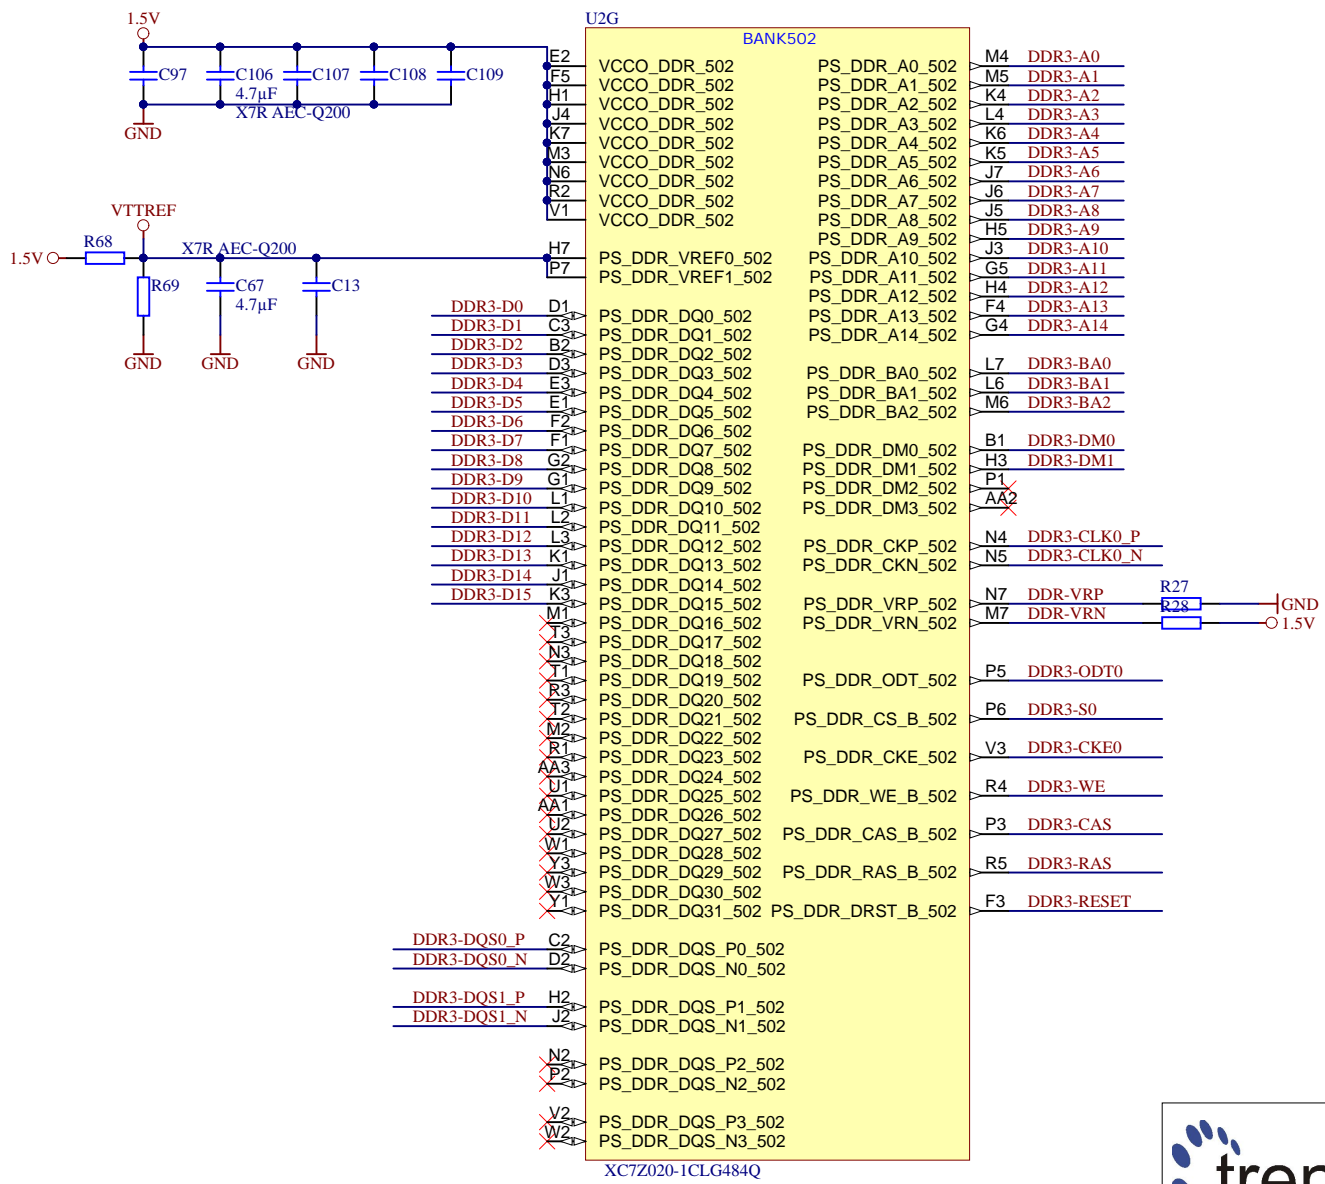 U2G
BANK502
1.5V
C97
C106
C107
C108
C109
4.7µF
X7R AEC-Q200
GND
VTTREF
R68
1.5V
X7R AEC-Q200
R69
C67
4.7µF
C13
GND
GND
GND
E2 VCCO_DDR_502
F5 VCCO_DDR_502
H1 VCCO_DDR_502
J4 VCCO_DDR_502
K7 VCCO_DDR_502
M3 VCCO_DDR_502
N6 VCCO_DDR_502
R2 VCCO_DDR_502
V1 VCCO_DDR_502
H7 PS_DDR_VREF0_502
P7 PS_DDR_VREF1_502
DDR3-D0 D1 PS_DDR_DQ0_502
DDR3-D1 C3 PS_DDR_DQ1_502
DDR3-D2 B2 PS_DDR_DQ2_502
DDR3-D3 D3 PS_DDR_DQ3_502
DDR3-D4 E3 PS_DDR_DQ4_502
DDR3-D5 E1 PS_DDR_DQ5_502
DDR3-D6 F2 PS_DDR_DQ6_502
DDR3-D7 F1 PS_DDR_DQ7_502
DDR3-D8 G2 PS_DDR_DQ8_502
DDR3-D9 G1 PS_DDR_DQ9_502
DDR3-D10 L1 PS_DDR_DQ10_502
DDR3-D11 L2 PS_DDR_DQ11_502
DDR3-D12 L3 PS_DDR_DQ12_502
DDR3-D13 K1 PS_DDR_DQ13_502
DDR3-D14 J1 PS_DDR_DQ14_502
DDR3-D15 K3 PS_DDR_DQ15_502
M1 PS_DDR_DQ16_502
T3 PS_DDR_DQ17_502
N3 PS_DDR_DQ18_502
T1 PS_DDR_DQ19_502
R3 PS_DDR_DQ20_502
T2 PS_DDR_DQ21_502
M2 PS_DDR_DQ22_502
R1 PS_DDR_DQ23_502
AA3 PS_DDR_DQ24_502
U1 PS_DDR_DQ25_502
AA1 PS_DDR_DQ26_502
U2 PS_DDR_DQ27_502
W1 PS_DDR_DQ28_502
Y3 PS_DDR_DQ29_502
W3 PS_DDR_DQ30_502
Y1 PS_DDR_DQ31_502
DDR3-DQS0_P C2 PS_DDR_DQS_P0_502
DDR3-DQS0_N D2 PS_DDR_DQS_N0_502
DDR3-DQS1_P H2 PS_DDR_DQS_P1_502
DDR3-DQS1_N J2 PS_DDR_DQS_N1_502
N2 PS_DDR_DQS_P2_502
P2 PS_DDR_DQS_N2_502
V2 PS_DDR_DQS_P3_502
W2 PS_DDR_DQS_N3_502
PS_DDR_A0_502 M4 DDR3-A0
PS_DDR_A1_502 M5 DDR3-A1
PS_DDR_A2_502 K4 DDR3-A2
PS_DDR_A3_502 L4 DDR3-A3
PS_DDR_A4_502 K6 DDR3-A4
PS_DDR_A5_502 K5 DDR3-A5
PS_DDR_A6_502 J7 DDR3-A6
PS_DDR_A7_502 J6 DDR3-A7
PS_DDR_A8_502 J5 DDR3-A8
PS_DDR_A9_502 H5 DDR3-A9
PS_DDR_A10_502 J3 DDR3-A10
PS_DDR_A11_502 G5 DDR3-A11
PS_DDR_A12_502 H4 DDR3-A12
PS_DDR_A13_502 F4 DDR3-A13
PS_DDR_A14_502 G4 DDR3-A14
PS_DDR_BA0_502 L7 DDR3-BA0
PS_DDR_BA1_502 L6 DDR3-BA1
PS_DDR_BA2_502 M6 DDR3-BA2
PS_DDR_DM0_502 B1 DDR3-DM0
PS_DDR_DM1_502 H3 DDR3-DM1
PS_DDR_DM2_502 P1
PS_DDR_DM3_502 AA2
PS_DDR_CKP_502 N4 DDR3-CLK0_P
PS_DDR_CKN_502 N5 DDR3-CLK0_N
PS_DDR_VRP_502 N7 DDR-VRP R27 GND
PS_DDR_VRN_502 M7 DDR-VRN R28 1.5V
PS_DDR_ODT_502 P5 DDR3-ODT0
PS_DDR_CS_B_502 P6 DDR3-S0
PS_DDR_CKE_502 V3 DDR3-CKE0
PS_DDR_WE_B_502 R4 DDR3-WE
PS_DDR_CAS_B_502 P3 DDR3-CAS
PS_DDR_RAS_B_502 R5 DDR3-RAS
PS_DDR_DRST_B_502 F3 DDR3-RESET
XC7Z020-1CLG484Q